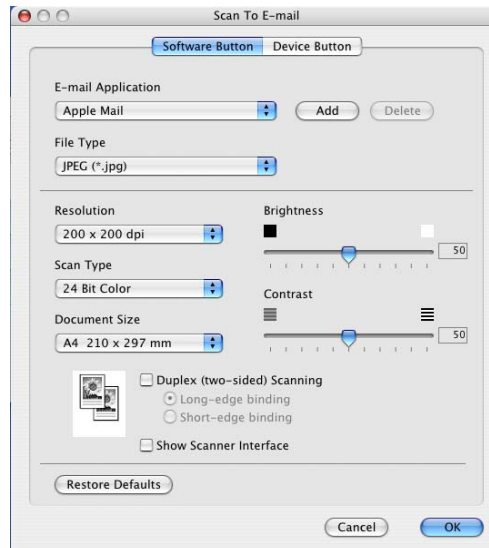 Scan To E-mail
Software Button Device Button
E-mail Application
Apple Mail Add Delete
File Type
JPEG (*.jpg)
Resolution Brightness
200 x 200 dpi
50
Scan Type
24 Bit Color
Contrast
Document Size
A4 210 x 297 mm 50
Duplex (two-sided) Scanning
Long-edge binding
Short-edge binding
Show Scanner Interface
Restore Defaults
Cancel OK